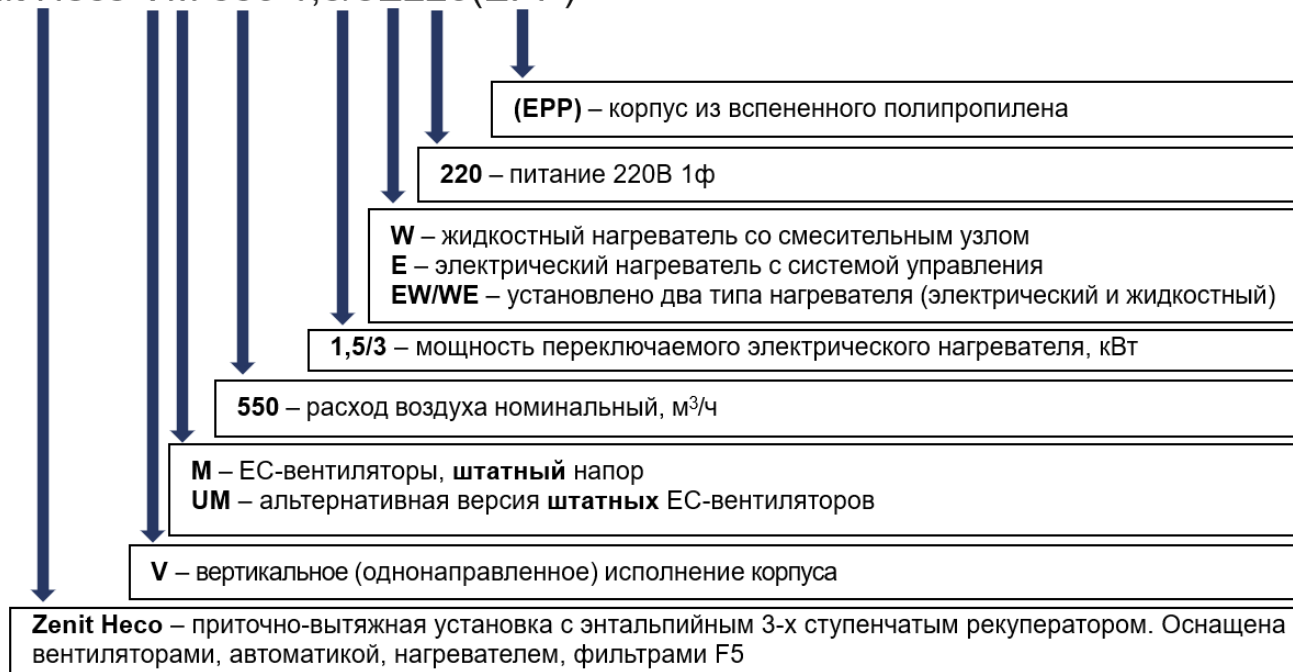 (EPP) – корпус из вспененного полипропилена
220 – питание 220В 1ф
W – жидкостный нагреватель со смесительным узлом
E – электрический нагреватель с системой управления
EW/WE – установлено два типа нагревателя (электрический и жидкостный)
1,5/3 – мощность переключаемого электрического нагревателя, кВт
550 – расход воздуха номинальный, м³/ч
M – ЕС-вентиляторы, штатный напор
UM – альтернативная версия штатных ЕС-вентиляторов
V – вертикальное (однонаправленное) исполнение корпуса
Zenit Heco – приточно-вытяжная установка с энтальпийным 3-х ступенчатым рекуператором. Оснащена
вентиляторами, автоматикой, нагревателем, фильтрами F5